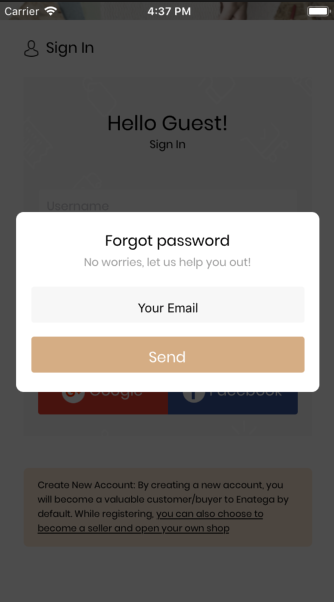 Carrier 4:37 PM
Sign In
Hello Guest!
Sign In
Username
Forgot password
No worries, let us help you out!
Your Email
Send
Google Facebook
Create New Account: By creating a new account, you
will become a valuable customer/buyer to Enatega by
default. While registering, you can also choose to
become a seller and open your own shop